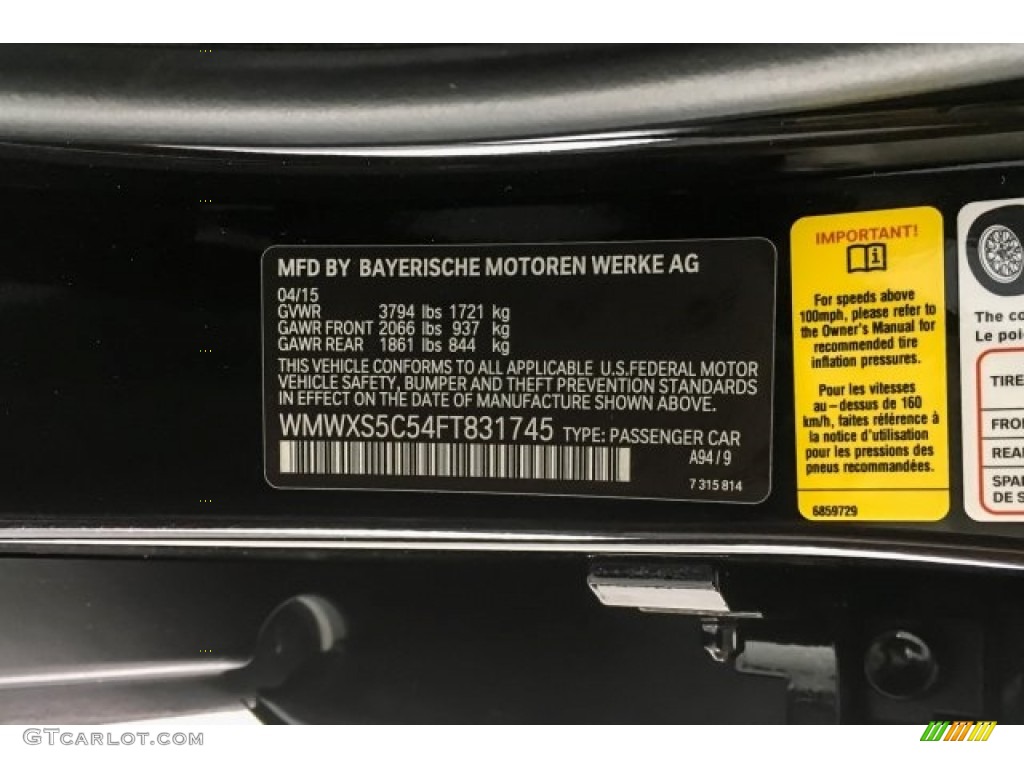 MFD BY BAYERISCHE MOTOREN WERKE AG
04/15
GVWR 3794 lbs 1721 kg
GAWR FRONT 2066 lbs 937 kg
GAWR REAR 1861 lbs 844 kg
THIS VEHICLE CONFORMS TO ALL APPLICABLE U.S.FEDERAL MOTOR
VEHICLE SAFETY, BUMPER AND THEFT PREVENTION STANDARDS
IN EFFECT ON THE DATE OF MANUFACTURE SHOWN ABOVE.
WMWXS5C54FT831745 TYPE: PASSENGER CAR
A94/9
7 315 814
IMPORTANT!
i
For speeds above
100mph, please refer to
the Owner's Manual for
recommended tire
inflation pressures.
Pour les vitesses
au-dessus de 160
km/h, faites référence à
la notice d'utilisation
pour les pressions des
pneus recommandées.
6859729
The co
Le poi
TIRE
FRO
REA
SPA
DE S
GTCARLOT.COM